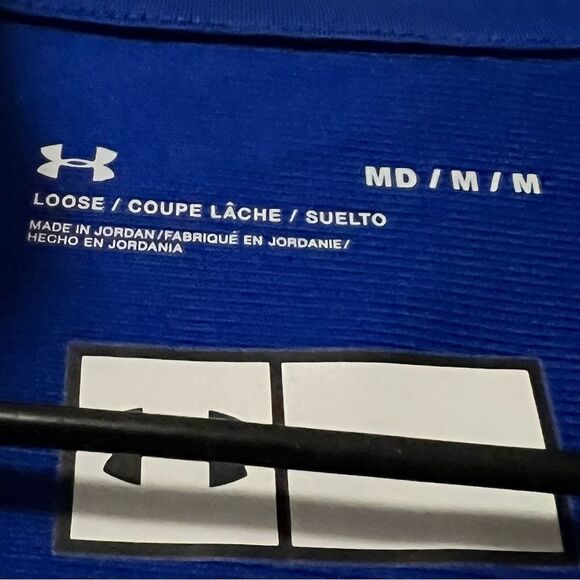 MD / M / M
LOOSE / COUPE LÂCHE / SUELTO
MADE IN JORDAN/FABRIQUÉ EN JORDANIE/
HECHO EN JORDANIA